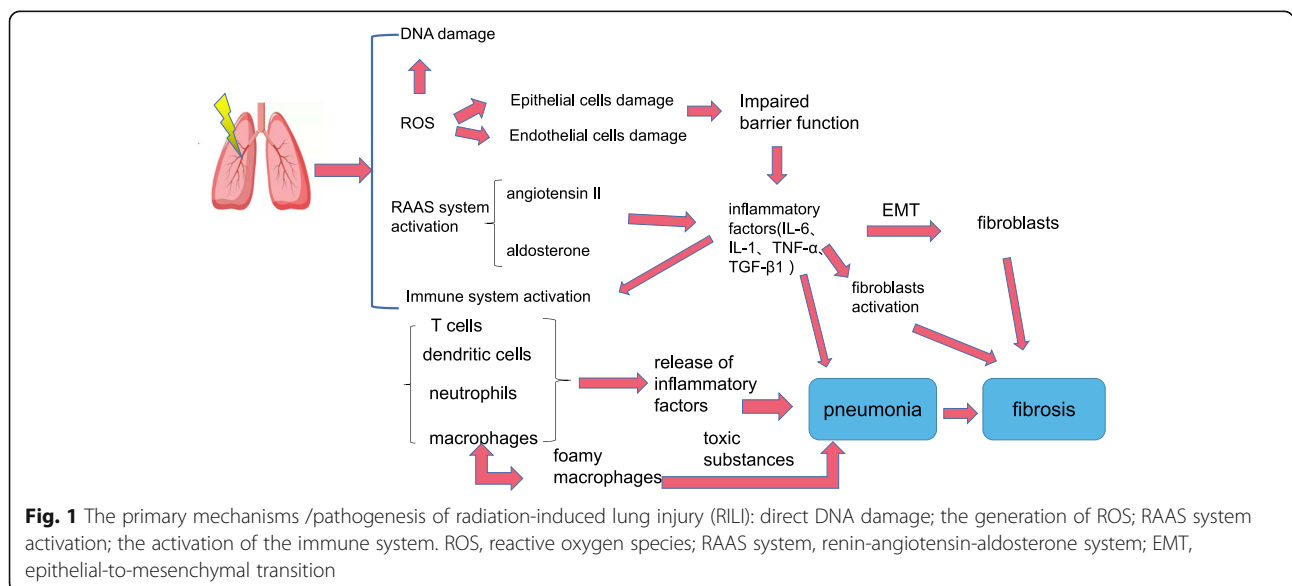 DNA damage
ROS
Epithelial cells damage
Endothelial cells damage
Impaired
barrier function
RAAS system
activation
angiotensin II
aldosterone
inflammatory
factors(IL-6、
IL-1、TNF-α、
TGF-β1 )
EMT
fibroblasts
fibroblasts
activation
Immune system activation
T cells
dendritic cells
neutrophils
macrophages
release of
inflammatory
factors
pneumonia
fibrosis
foamy
macrophages
toxic
substances
Fig. 1 The primary mechanisms /pathogenesis of radiation-induced lung injury (RILI): direct DNA damage; the generation of ROS; RAAS system
activation; the activation of the immune system. ROS, reactive oxygen species; RAAS system, renin-angiotensin-aldosterone system; EMT,
epithelial-to-mesenchymal transition